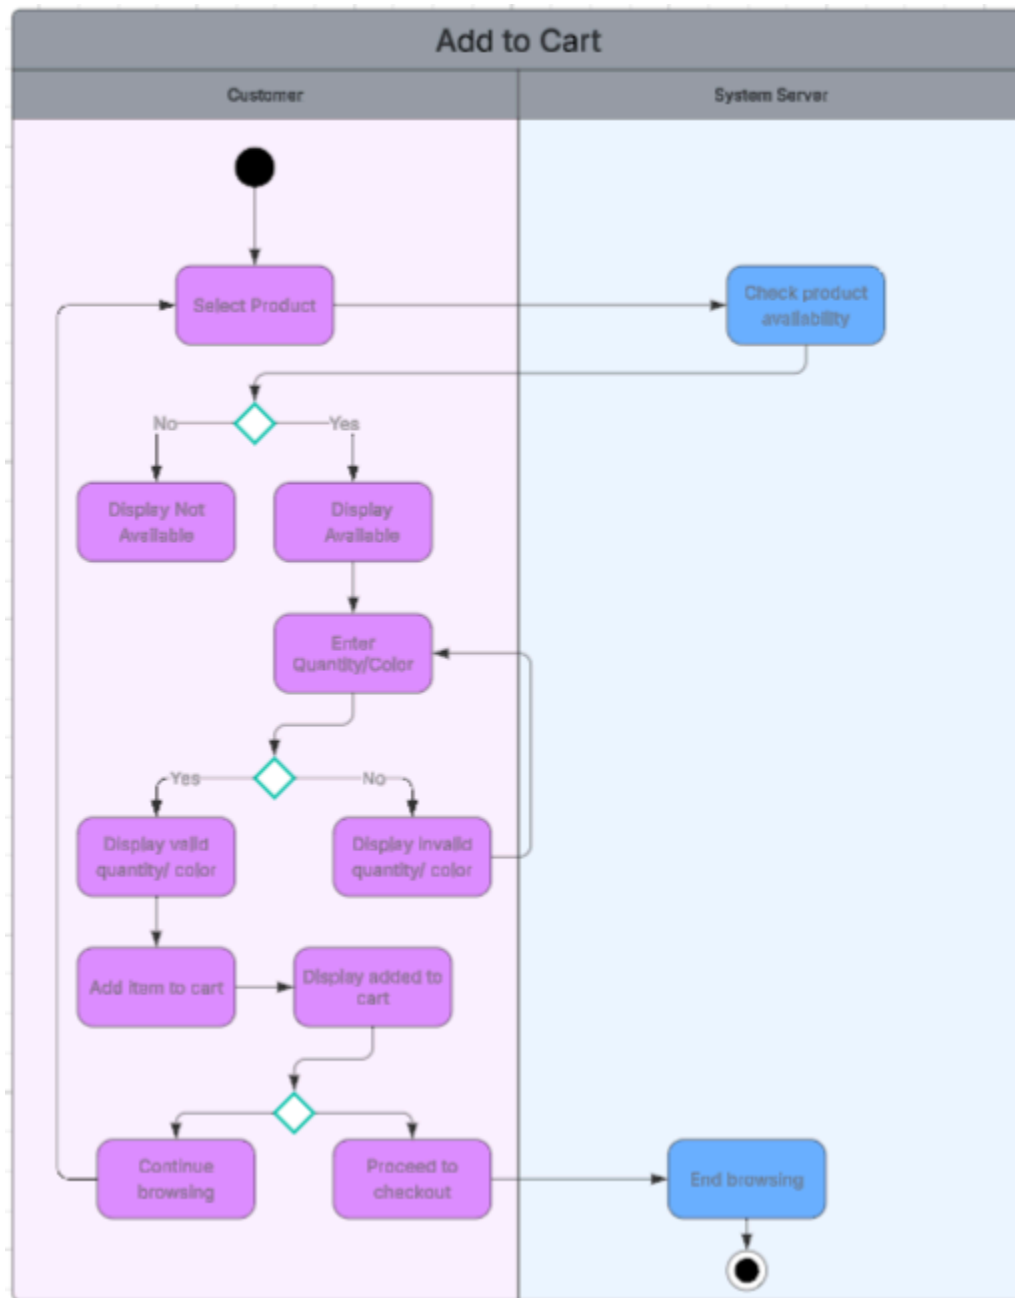 Add to Cart
Customer
System Server
Select Product
Check product
availability
No
Yes
Display Not
Available
Display
Available
Enter
Quantity/Color
Yes
No
Display valid
quantity/ color
Display invalid
quantity/ color
Add item to cart
Display added to
cart
Continue
browsing
Proceed to
checkout
End browsing